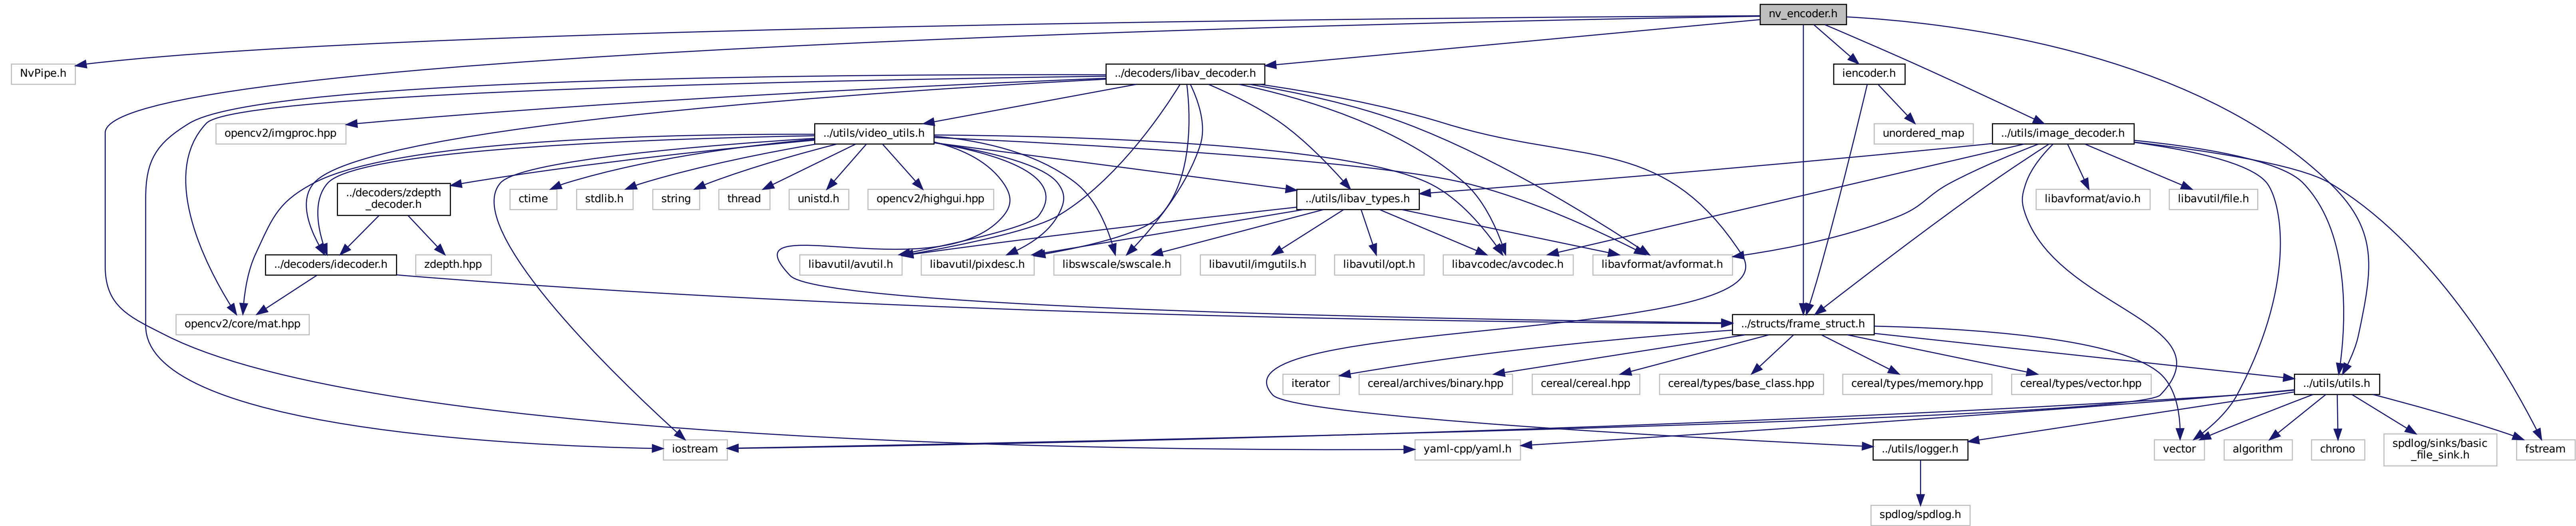 nv_encoder.h
NvPipe.h
../decoders/libav_decoder.h
iencoder.h
opencv2/imgproc.hpp
../utils/video_utils.h
unordered_map
../utils/image_decoder.h
../decoders/zdepth
_decoder.h
ctime
stdlib.h
string
thread
unistd.h
opencv2/highgui.hpp
../utils/libav_types.h
libavformat/avio.h
libavutil/file.h
../decoders/idecoder.h
zdepth.hpp
libavutil/avutil.h
libavutil/pixdesc.h
libswscale/swscale.h
libavutil/imgutils.h
libavutil/opt.h
libavcodec/avcodec.h
libavformat/avformat.h
opencv2/core/mat.hpp
../structs/frame_struct.h
iterator
cereal/archives/binary.hpp
cereal/cereal.hpp
cereal/types/base_class.hpp
cereal/types/memory.hpp
cereal/types/vector.hpp
../utils/utils.h
iostream
yaml-cpp/yaml.h
../utils/logger.h
vector
algorithm
chrono
spdlog/sinks/basic
_file_sink.h
fstream
spdlog/spdlog.h